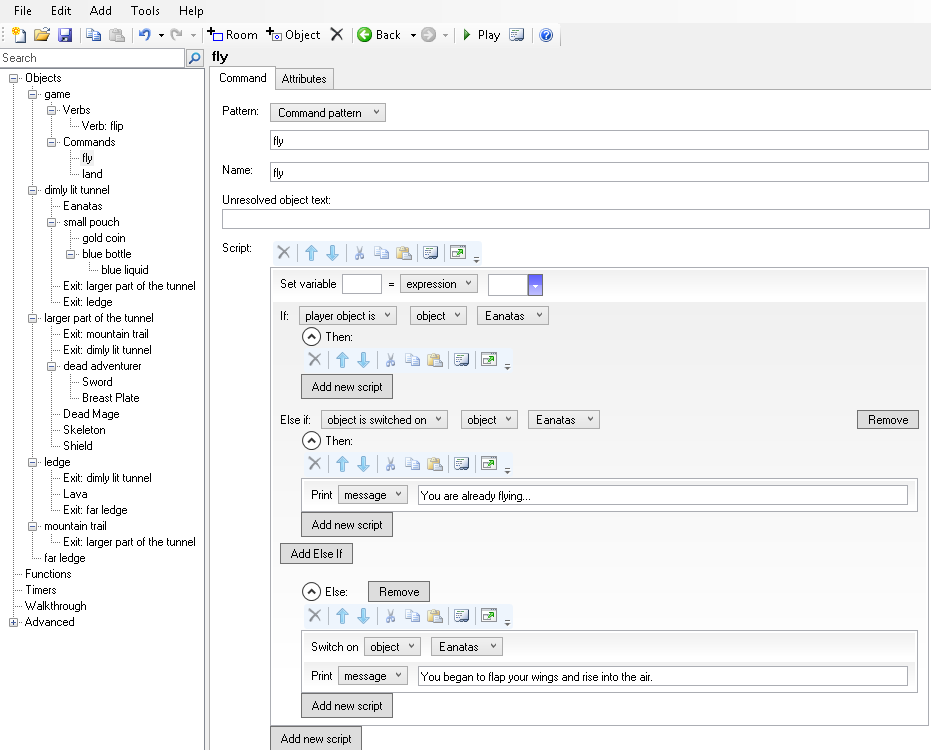 File Edit Add Tools Help
Room Object Back Play
Search
fly
Objects
game
Verbs
Verb: flip
Commands
fly
land
dimly lit tunnel
Eanatas
small pouch
gold coin
blue bottle
blue liquid
Exit: larger part of the tunnel
Exit: ledge
larger part of the tunnel
Exit: mountain trail
Exit: dimly lit tunnel
dead adventurer
Sword
Breast Plate
Dead Mage
Skeleton
Shield
ledge
Exit: dimly lit tunnel
Lava
Exit: far ledge
mountain trail
Exit: larger part of the tunnel
far ledge
Functions
Timers
Walkthrough
Advanced
Command Attributes
Pattern: Command pattern
fly
Name: fly
Unresolved object text:
Script:
Set variable = expression
If: player object is object Eanatas
Then:
Add new script
Else if: object is switched on object Eanatas Remove
Then:
Print message You are already flying...
Add new script
Add Else If
Else: Remove
Switch on object Eanatas
Print message You began to flap your wings and rise into the air.
Add new script
Add new script